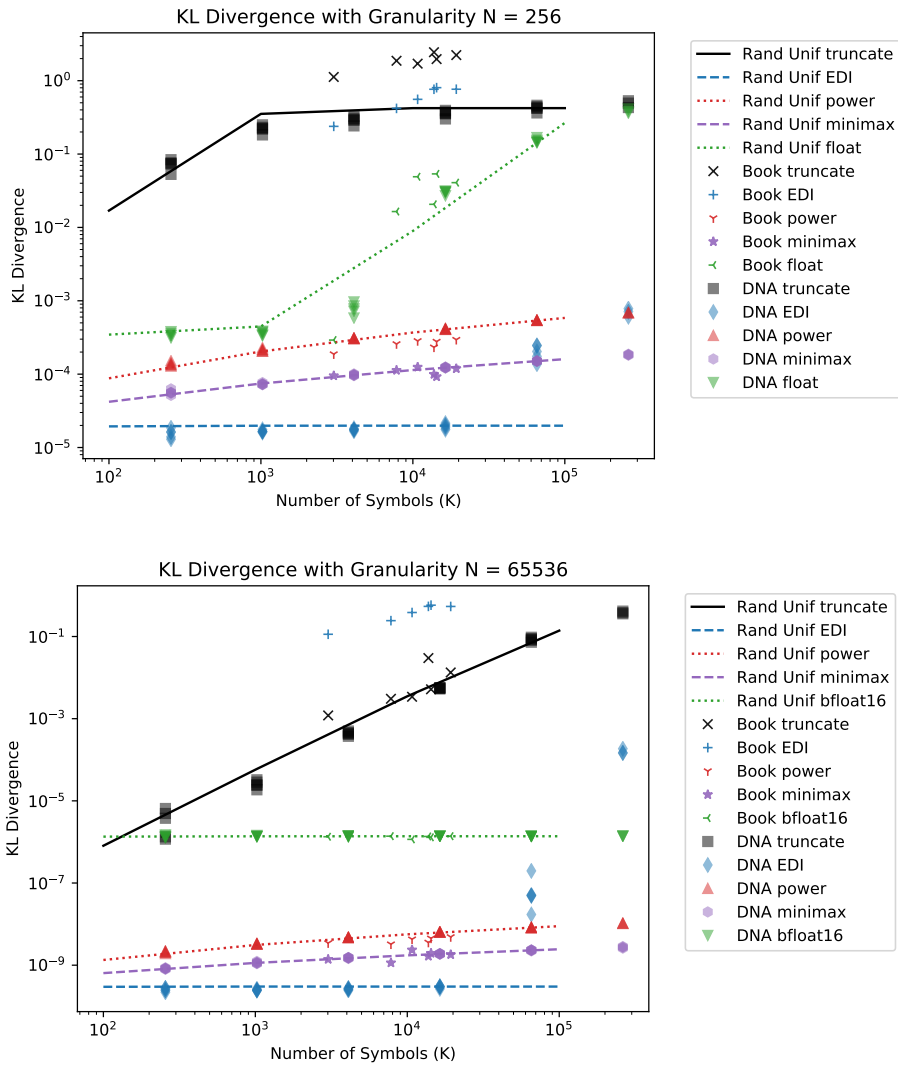 KL Divergence with Granularity N = 256
KL Divergence
10^0
10^-1
10^-2
10^-3
10^-4
10^-5
10^2
10^3
10^4
10^5
Number of Symbols (K)
Rand Unif truncate
Rand Unif EDI
Rand Unif power
Rand Unif minimax
Rand Unif float
Book truncate
Book EDI
Book power
Book minimax
Book float
DNA truncate
DNA EDI
DNA power
DNA minimax
DNA float
KL Divergence with Granularity N = 65536
KL Divergence
10^-1
10^-3
10^-5
10^-7
10^-9
10^2
10^3
10^4
10^5
Number of Symbols (K)
Rand Unif truncate
Rand Unif EDI
Rand Unif power
Rand Unif minimax
Rand Unif bfloat16
Book truncate
Book EDI
Book power
Book minimax
Book bfloat16
DNA truncate
DNA EDI
DNA power
DNA minimax
DNA bfloat16